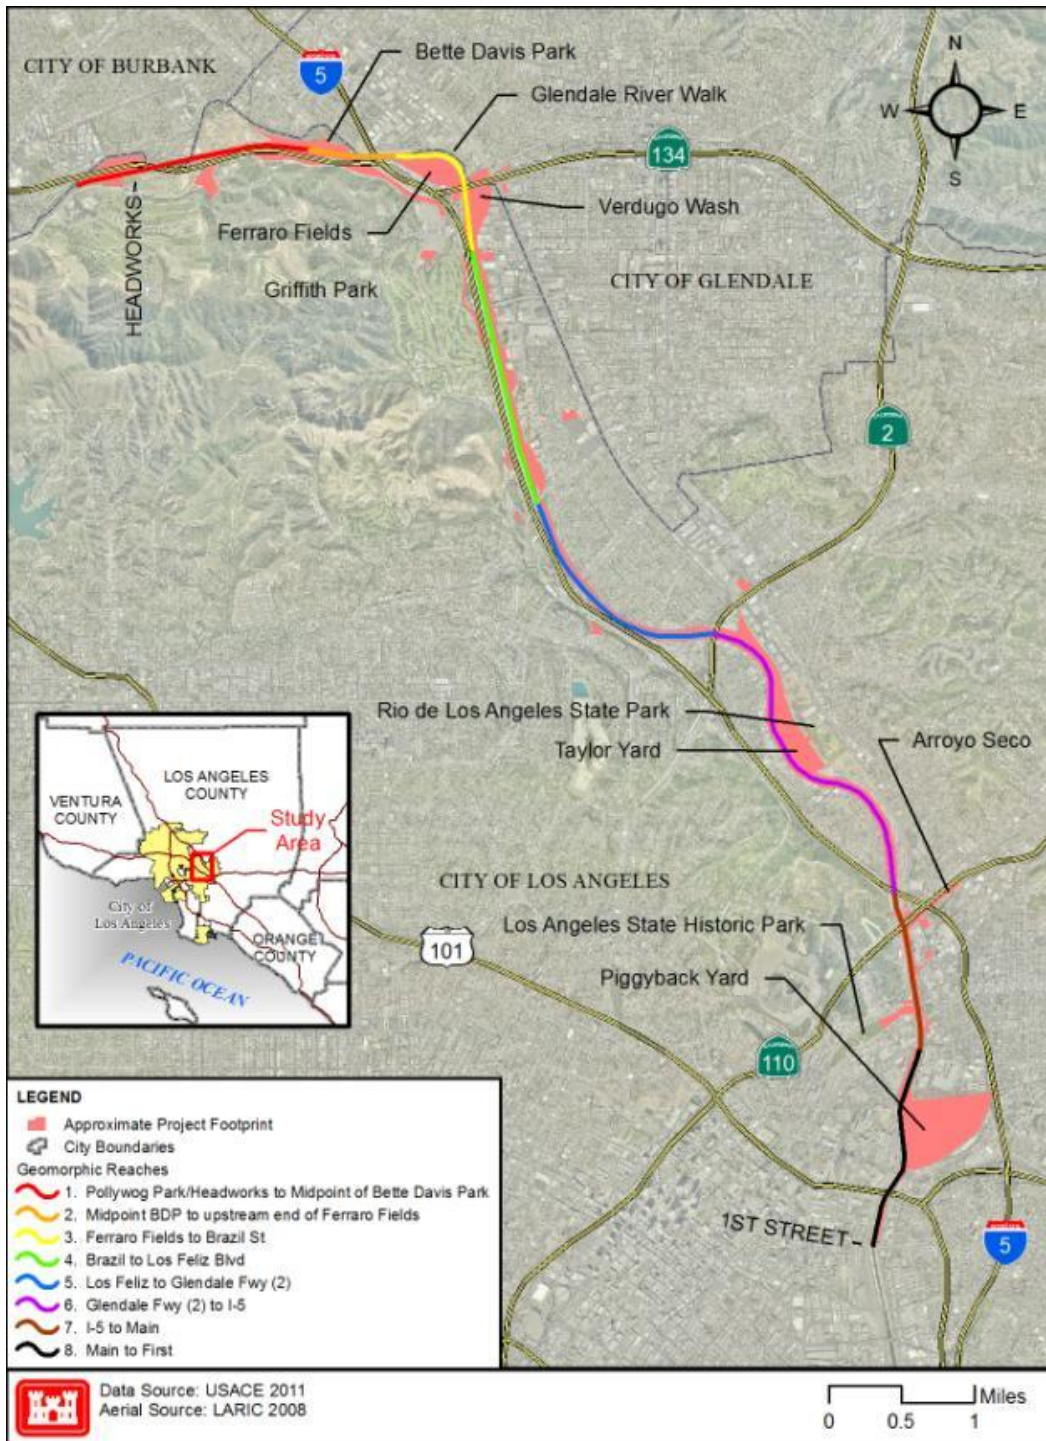 CITY OF BURBANK
5
Bette Davis Park
Glendale River Walk
N
W
E
S
134
HEADWORKS
Ferraro Fields
Verdugo Wash
Griffith Park
CITY OF GLENDALE
2
Rio de Los Angeles State Park
Taylor Yard
Arroyo Seco
LOS ANGELES
COUNTY
VENTURA
COUNTY
Study
Area
City of
Los Angeles
ORANGE
COUNTY
PACIFIC OCEAN
CITY OF LOS ANGELES
Los Angeles State Historic Park
101
Piggyback Yard
110
1ST STREET
5
LEGEND
Approximate Project Footprint
City Boundaries
Geomorphic Reaches
1. Pollywog Park/Headworks to Midpoint of Bette Davis Park
2. Midpoint BDP to upstream end of Ferraro Fields
3. Ferraro Fields to Brazil St
4. Brazil to Los Feliz Blvd
5. Los Feliz to Glendale Fwy (2)
6. Glendale Fwy (2) to I-5
7. I-5 to Main
8. Main to First
Data Source: USACE 2011
Aerial Source: LARIC 2008
Miles
0 0.5 1